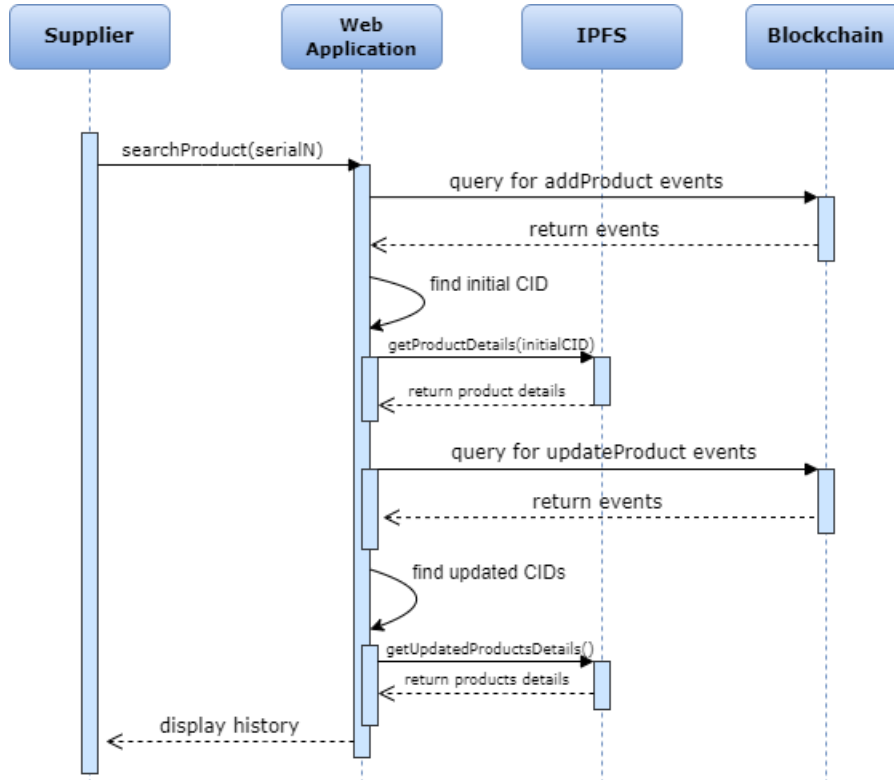 Supplier
Web
Application
IPFS
Blockchain
searchProduct(serialN)
query for addProduct events
return events
find initial CID
getProductDetails(initialCID)
return product details
query for updateProduct events
return events
find updated CIDs
getUpdatedProductsDetails()
return products details
display history